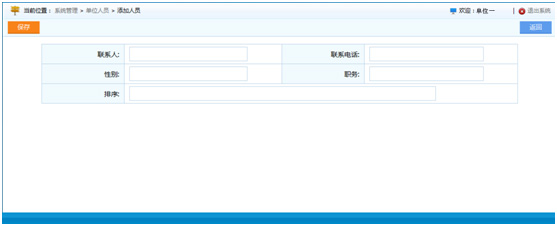 当前位置: 系统管理 > 单位人员 > 添加人员 欢迎: 单位一 | 退出系统
保存 返回
联系人: 联系电话:
性别: 职务:
排序: